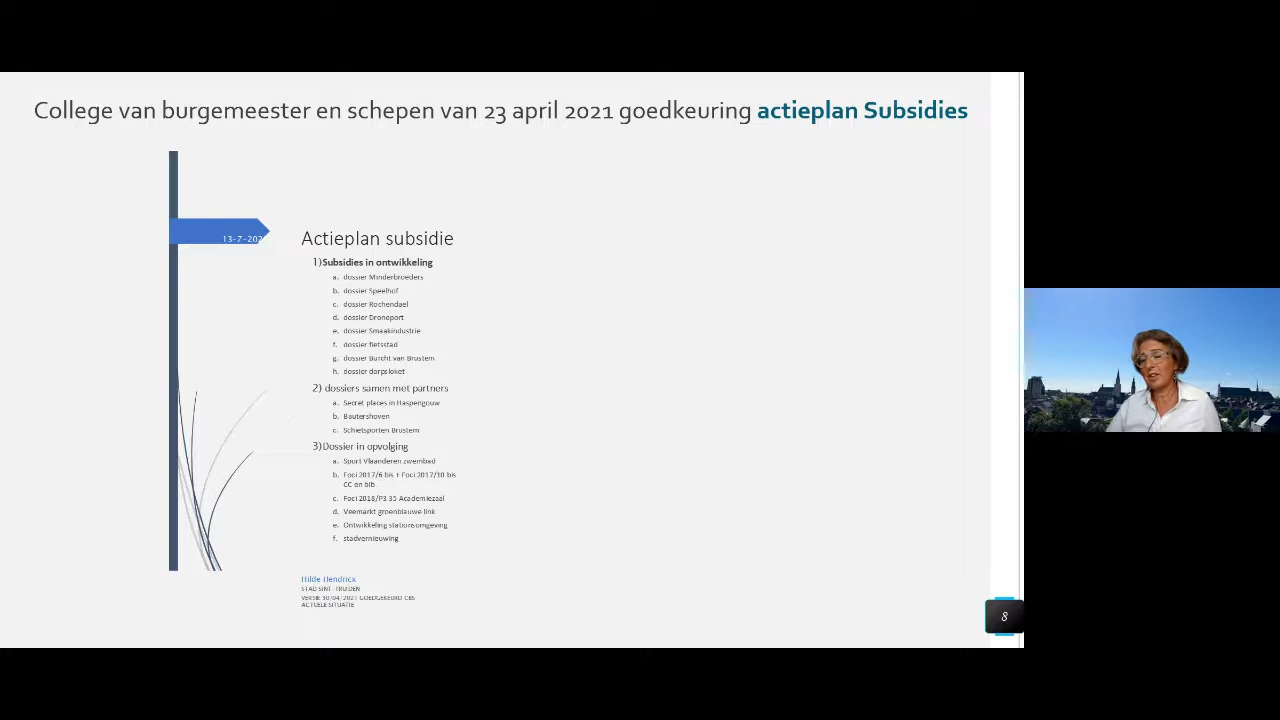 College van burgemeester en schepen van 23 april 2021 goedkeuring actieplan Subsidies
13-7-202
Actieplan subsidie
1)Subsidies in ontwikkeling
a. dossier Minderbroeders
b. dossier Speelhof
c. dossier Rochendael
d. dossier Droneport
e. dossier Smaakindustrie
f. dossier fietsstad
g. dossier Burcht van Brustem
h. dossier dorpsloket
2) dossiers samen met partners
a. Secret places in Haspengouw
b. Bautershoven
c. Schietsporten Brustem
3)Dossier in opvolging
a. Sport Vlaanderen zwembad
b. Foci 2017/6 bis + Foci 2017/10 bis
CC en bib
c. Foci 2018/P3 35 Academiezaal
d. Veemarkt groenblauwe link
e. Ontwikkeling stationsomgeving
f. stadvernieuwing
Hilde Hendricx
STAD SINT-TRUIDEN
VERSIE 30/04/2021 GOEDGEKEURD CBS
ACTUELE SITUATIE
8